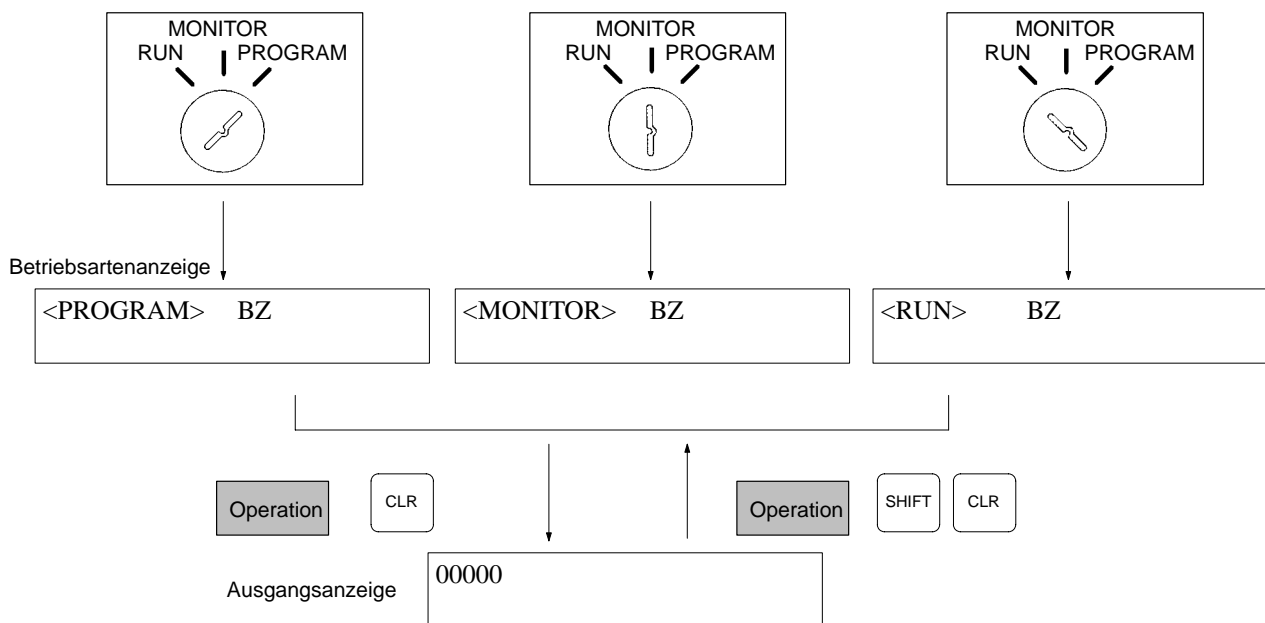 MONITOR
RUN PROGRAM
MONITOR
RUN PROGRAM
MONITOR
RUN PROGRAM
Betriebsartenanzeige
<PROGRAM> BZ
<MONITOR> BZ
<RUN> BZ
Operation CLR
Operation SHIFT CLR
Ausgangsanzeige
00000